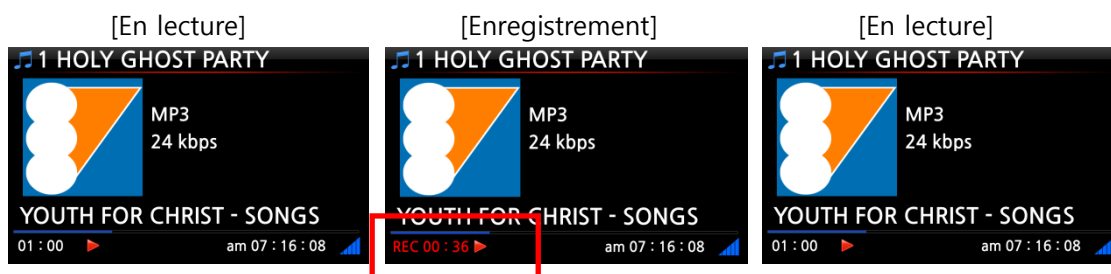 [En lecture]
1 HOLY GHOST PARTY
MP3
24 kbps
YOUTH FOR CHRIST - SONGS
01 : 00 am 07 : 16 : 08
[Enregistrement]
1 HOLY GHOST PARTY
MP3
24 kbps
YOUTH FOR CHRIST - SONGS
REC 00 : 36 am 07 : 16 : 08
[En lecture]
1 HOLY GHOST PARTY
MP3
24 kbps
YOUTH FOR CHRIST - SONGS
01 : 00 am 07 : 16 : 08